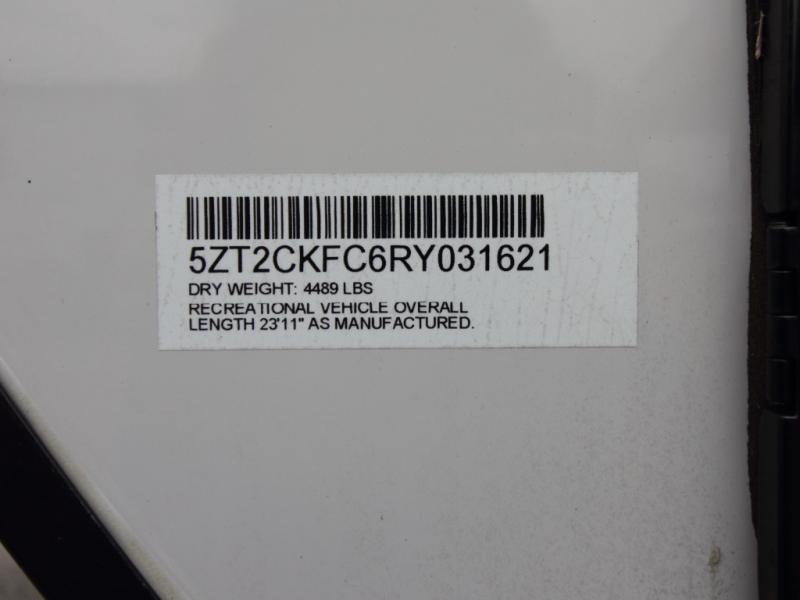 5ZT2CKFC6RY031621
DRY WEIGHT: 4489 LBS
RECREATIONAL VEHICLE OVERALL
LENGTH 23'11" AS MANUFACTURED.